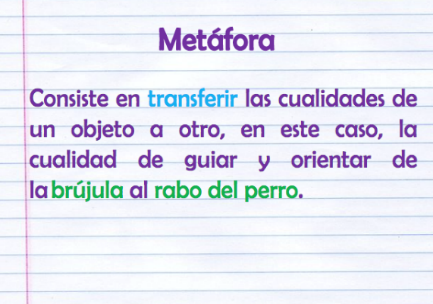 Metáfora
Consiste en transferir las cualidades de
un objeto a otro, en este caso, la
cualidad de guiar y orientar de
la brújula al rabo del perro.